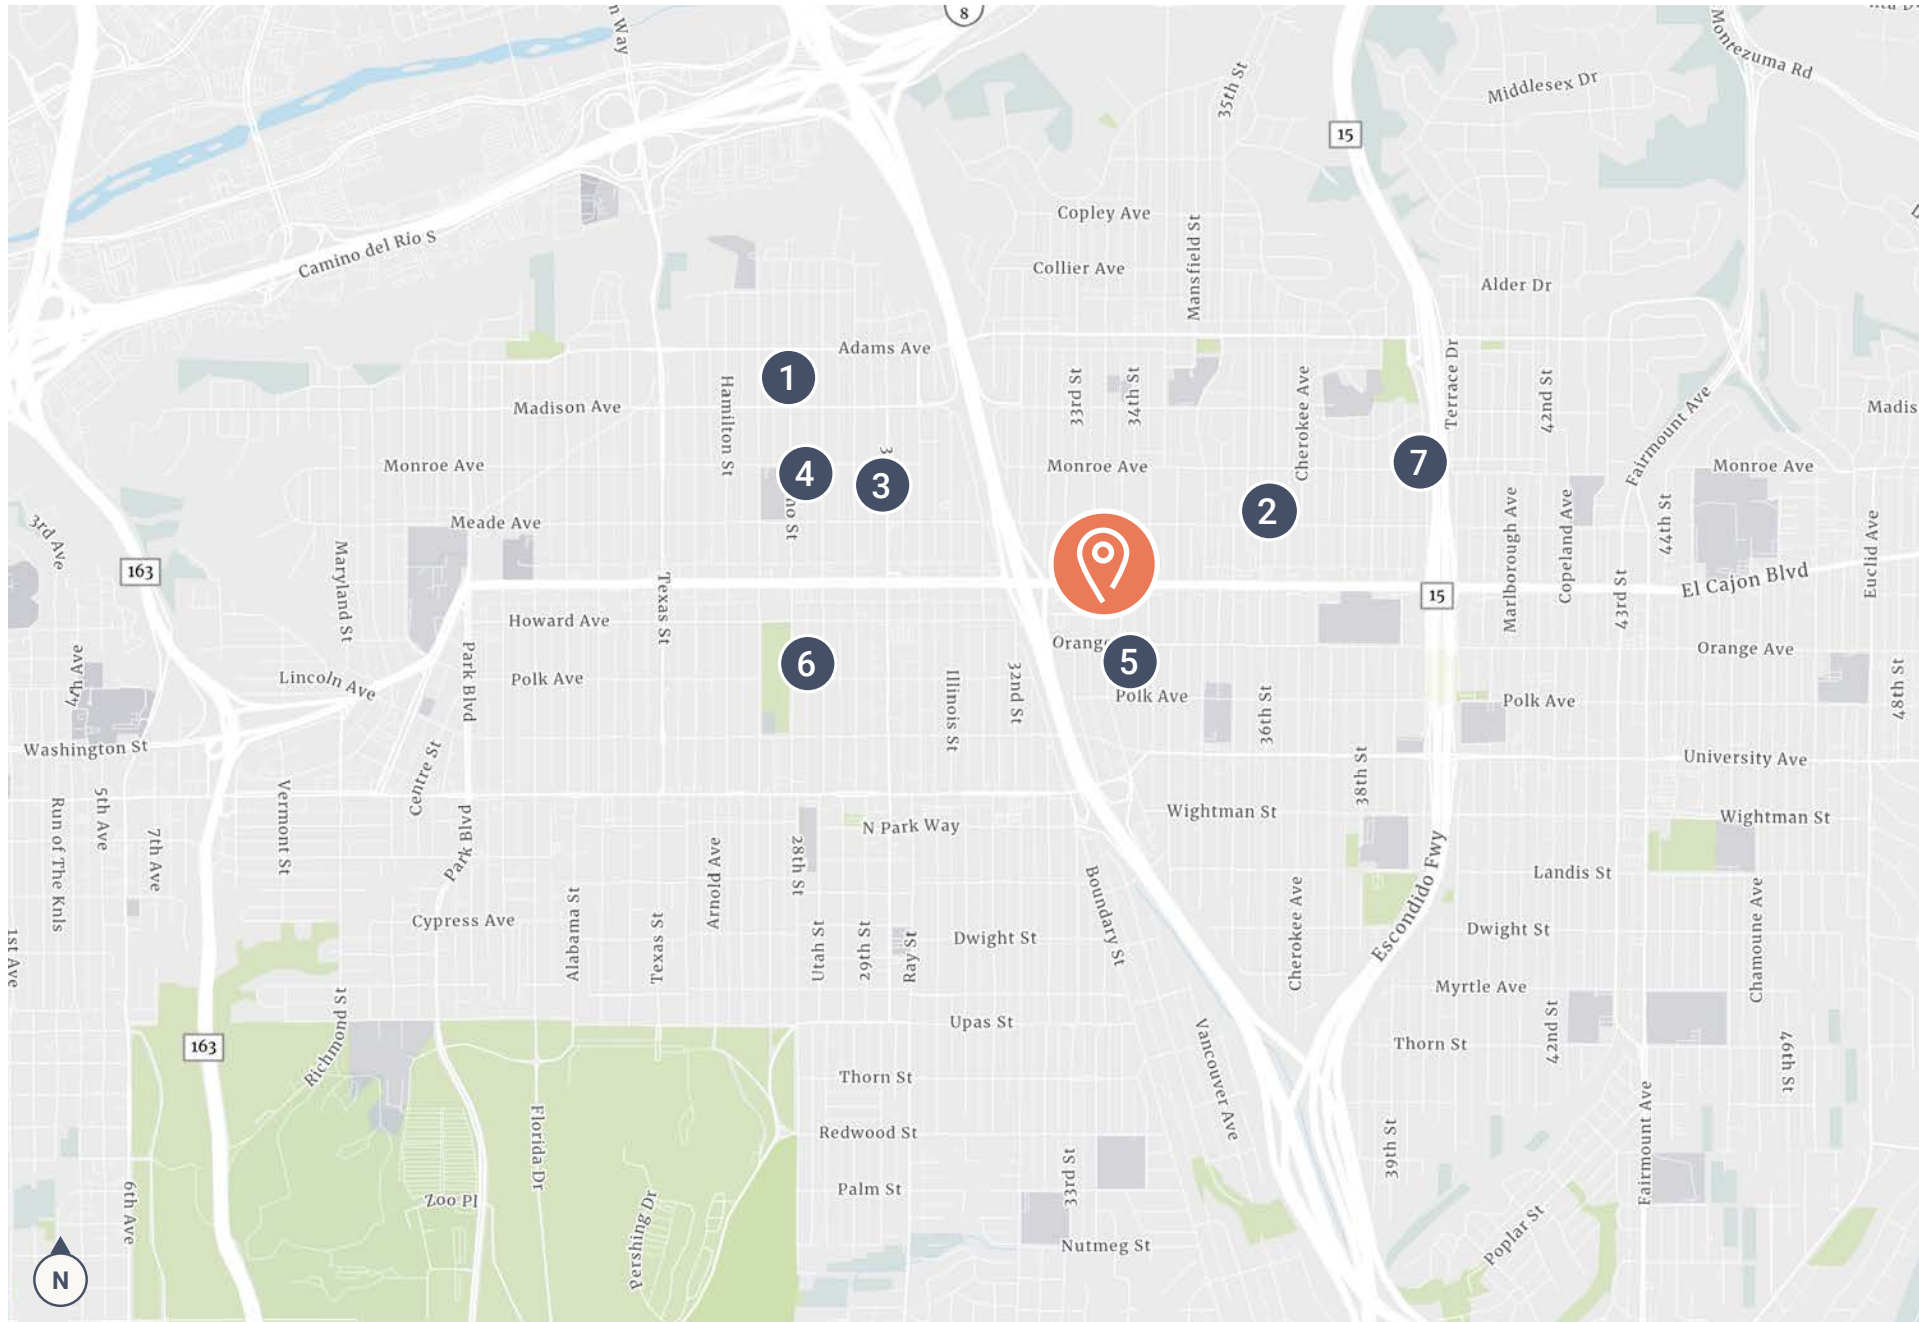 8
Montezuma Rd
35th St
Middlesex Dr
15
Copley Ave
Mansfield St
Camino del Rio S
Collier Ave
Alder Dr
Adams Ave
Terrace Dr
1
33rd St
34th St
Cherokee Ave
42nd St
Hamilton St
Madison Ave
Fairmount Ave
Madis
Monroe Ave
4
3
3
Monroe Ave
7
Monroe Ave
2
Meade Ave
no St
3rd Ave
Marlborough Ave
Copeland Ave
44th St
Euclid Ave
163
Maryland St
Texas St
15
43rd St
El Cajon Blvd
Howard Ave
Orang
5
6
Orange Ave
4th Ave
Lincoln Ave
Park Blvd
Polk Ave
Illinois St
32nd St
Polk Ave
36th St
Polk Ave
48th St
Washington St
University Ave
Centre St
38th St
Vermont St
5th Ave
Run of The Knls
7th Ave
Park Blvd
N Park Way
Wightman St
Wightman St
28th St
Arnold Ave
Boundary St
Escondido Fwy
Landis St
Cypress Ave
Alabama St
Texas St
Utah St
29th St
Ray St
Dwight St
Cherokee Ave
Dwight St
Chamoune Ave
1st Ave
Myrtle Ave
Richmond St
Upas St
Vancouver Ave
42nd St
163
Thorn St
46th St
Thorn St
Florida Dr
Redwood St
39th St
Fairmount Ave
33rd St
Palm St
Zoo Pl
6th Ave
Pershing Dr
Nutmeg St
Poplar St
N